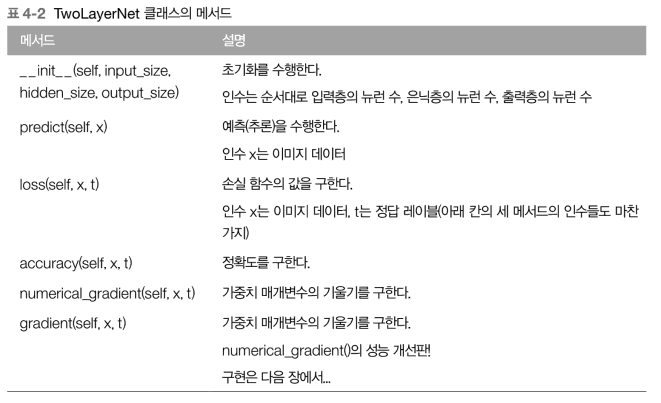 표 4-2 TwoLayerNet 클래스의 메서드
메서드 설명
__init__(self, input_size, 초기화를 수행한다.
hidden_size, output_size) 인수는 순서대로 입력층의 뉴런 수, 은닉층의 뉴런 수, 출력층의 뉴런 수
predict(self, x) 예측(추론)을 수행한다.
인수 x는 이미지 데이터
loss(self, x, t) 손실 함수의 값을 구한다.
인수 x는 이미지 데이터, t는 정답 레이블(아래 칸의 세 메서드의 인수들도 마찬
가지)
accuracy(self, x, t) 정확도를 구한다.
numerical_gradient(self, x, t) 가중치 매개변수의 기울기를 구한다.
gradient(self, x, t) 가중치 매개변수의 기울기를 구한다.
numerical_gradient()의 성능 개선판!
구현은 다음 장에서...